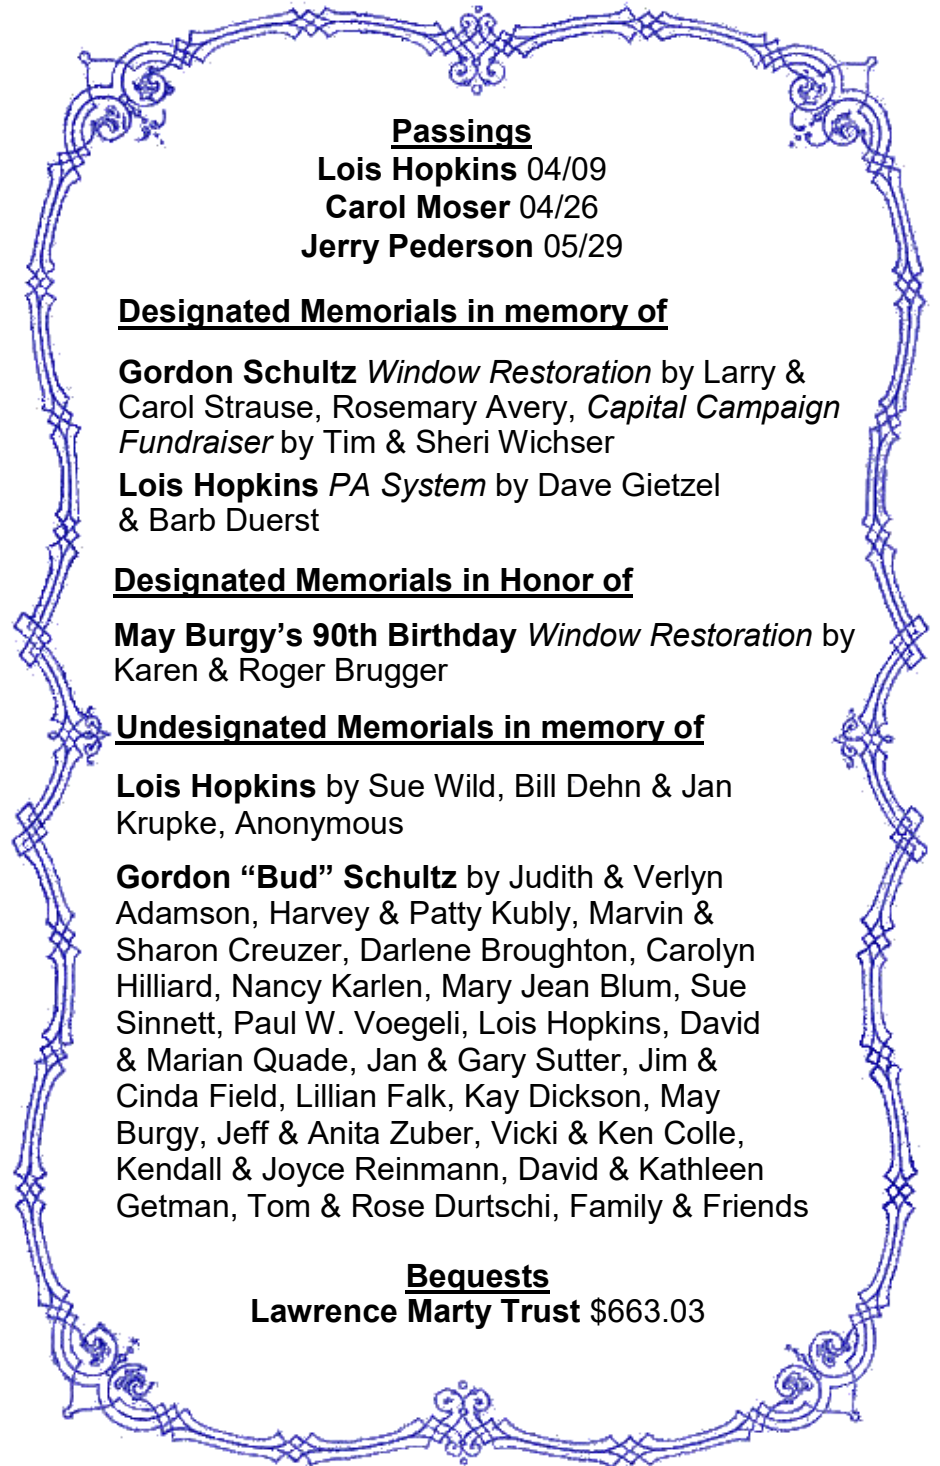 Passings
Lois Hopkins 04/09
Carol Moser 04/26
Jerry Pederson 05/29
Designated Memorials in memory of
Gordon Schultz Window Restoration by Larry &
Carol Strause, Rosemary Avery, Capital Campaign
Fundraiser by Tim & Sheri Wichser
Lois Hopkins PA System by Dave Gietzel
& Barb Duerst
Designated Memorials in Honor of
May Burgy’s 90th Birthday Window Restoration by
Karen & Roger Brugger
Undesignated Memorials in memory of
Lois Hopkins by Sue Wild, Bill Dehn & Jan
Krupke, Anonymous
Gordon “Bud” Schultz by Judith & Verlyn
Adamson, Harvey & Patty Kubly, Marvin &
Sharon Creuzer, Darlene Broughton, Carolyn
Hilliard, Nancy Karlen, Mary Jean Blum, Sue
Sinnett, Paul W. Voegeli, Lois Hopkins, David
& Marian Quade, Jan & Gary Sutter, Jim &
Cinda Field, Lillian Falk, Kay Dickson, May
Burgy, Jeff & Anita Zuber, Vicki & Ken Colle,
Kendall & Joyce Reinmann, David & Kathleen
Getman, Tom & Rose Durtschi, Family & Friends
Bequests
Lawrence Marty Trust $663.03